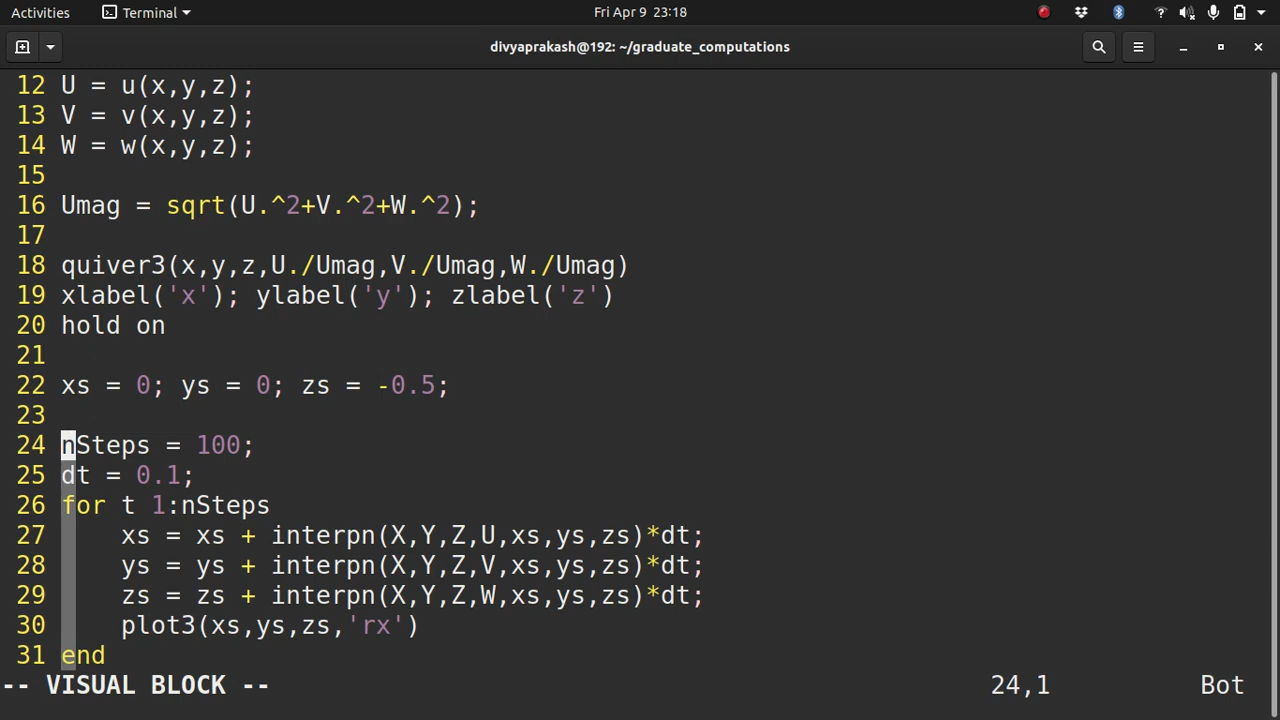 Activities Terminal Fri Apr 9 23:18
divyaprakash@192: ~/graduate_computations
12 U = u(x,y,z);
13 V = v(x,y,z);
14 W = w(x,y,z);
15
16 Umag = sqrt(U.^2+V.^2+W.^2);
17
18 quiver3(x,y,z,U./Umag,V./Umag,W./Umag)
19 xlabel('x'); ylabel('y'); zlabel('z')
20 hold on
21
22 xs = 0; ys = 0; zs = -0.5;
23
24 nSteps = 100;
25 dt = 0.1;
26 for t 1:nSteps
27     xs = xs + interpn(X,Y,Z,U,xs,ys,zs)*dt;
28     ys = ys + interpn(X,Y,Z,V,xs,ys,zs)*dt;
29     zs = zs + interpn(X,Y,Z,W,xs,ys,zs)*dt;
30     plot3(xs,ys,zs,'rx')
31 end
-- VISUAL BLOCK -- 24,1 Bot